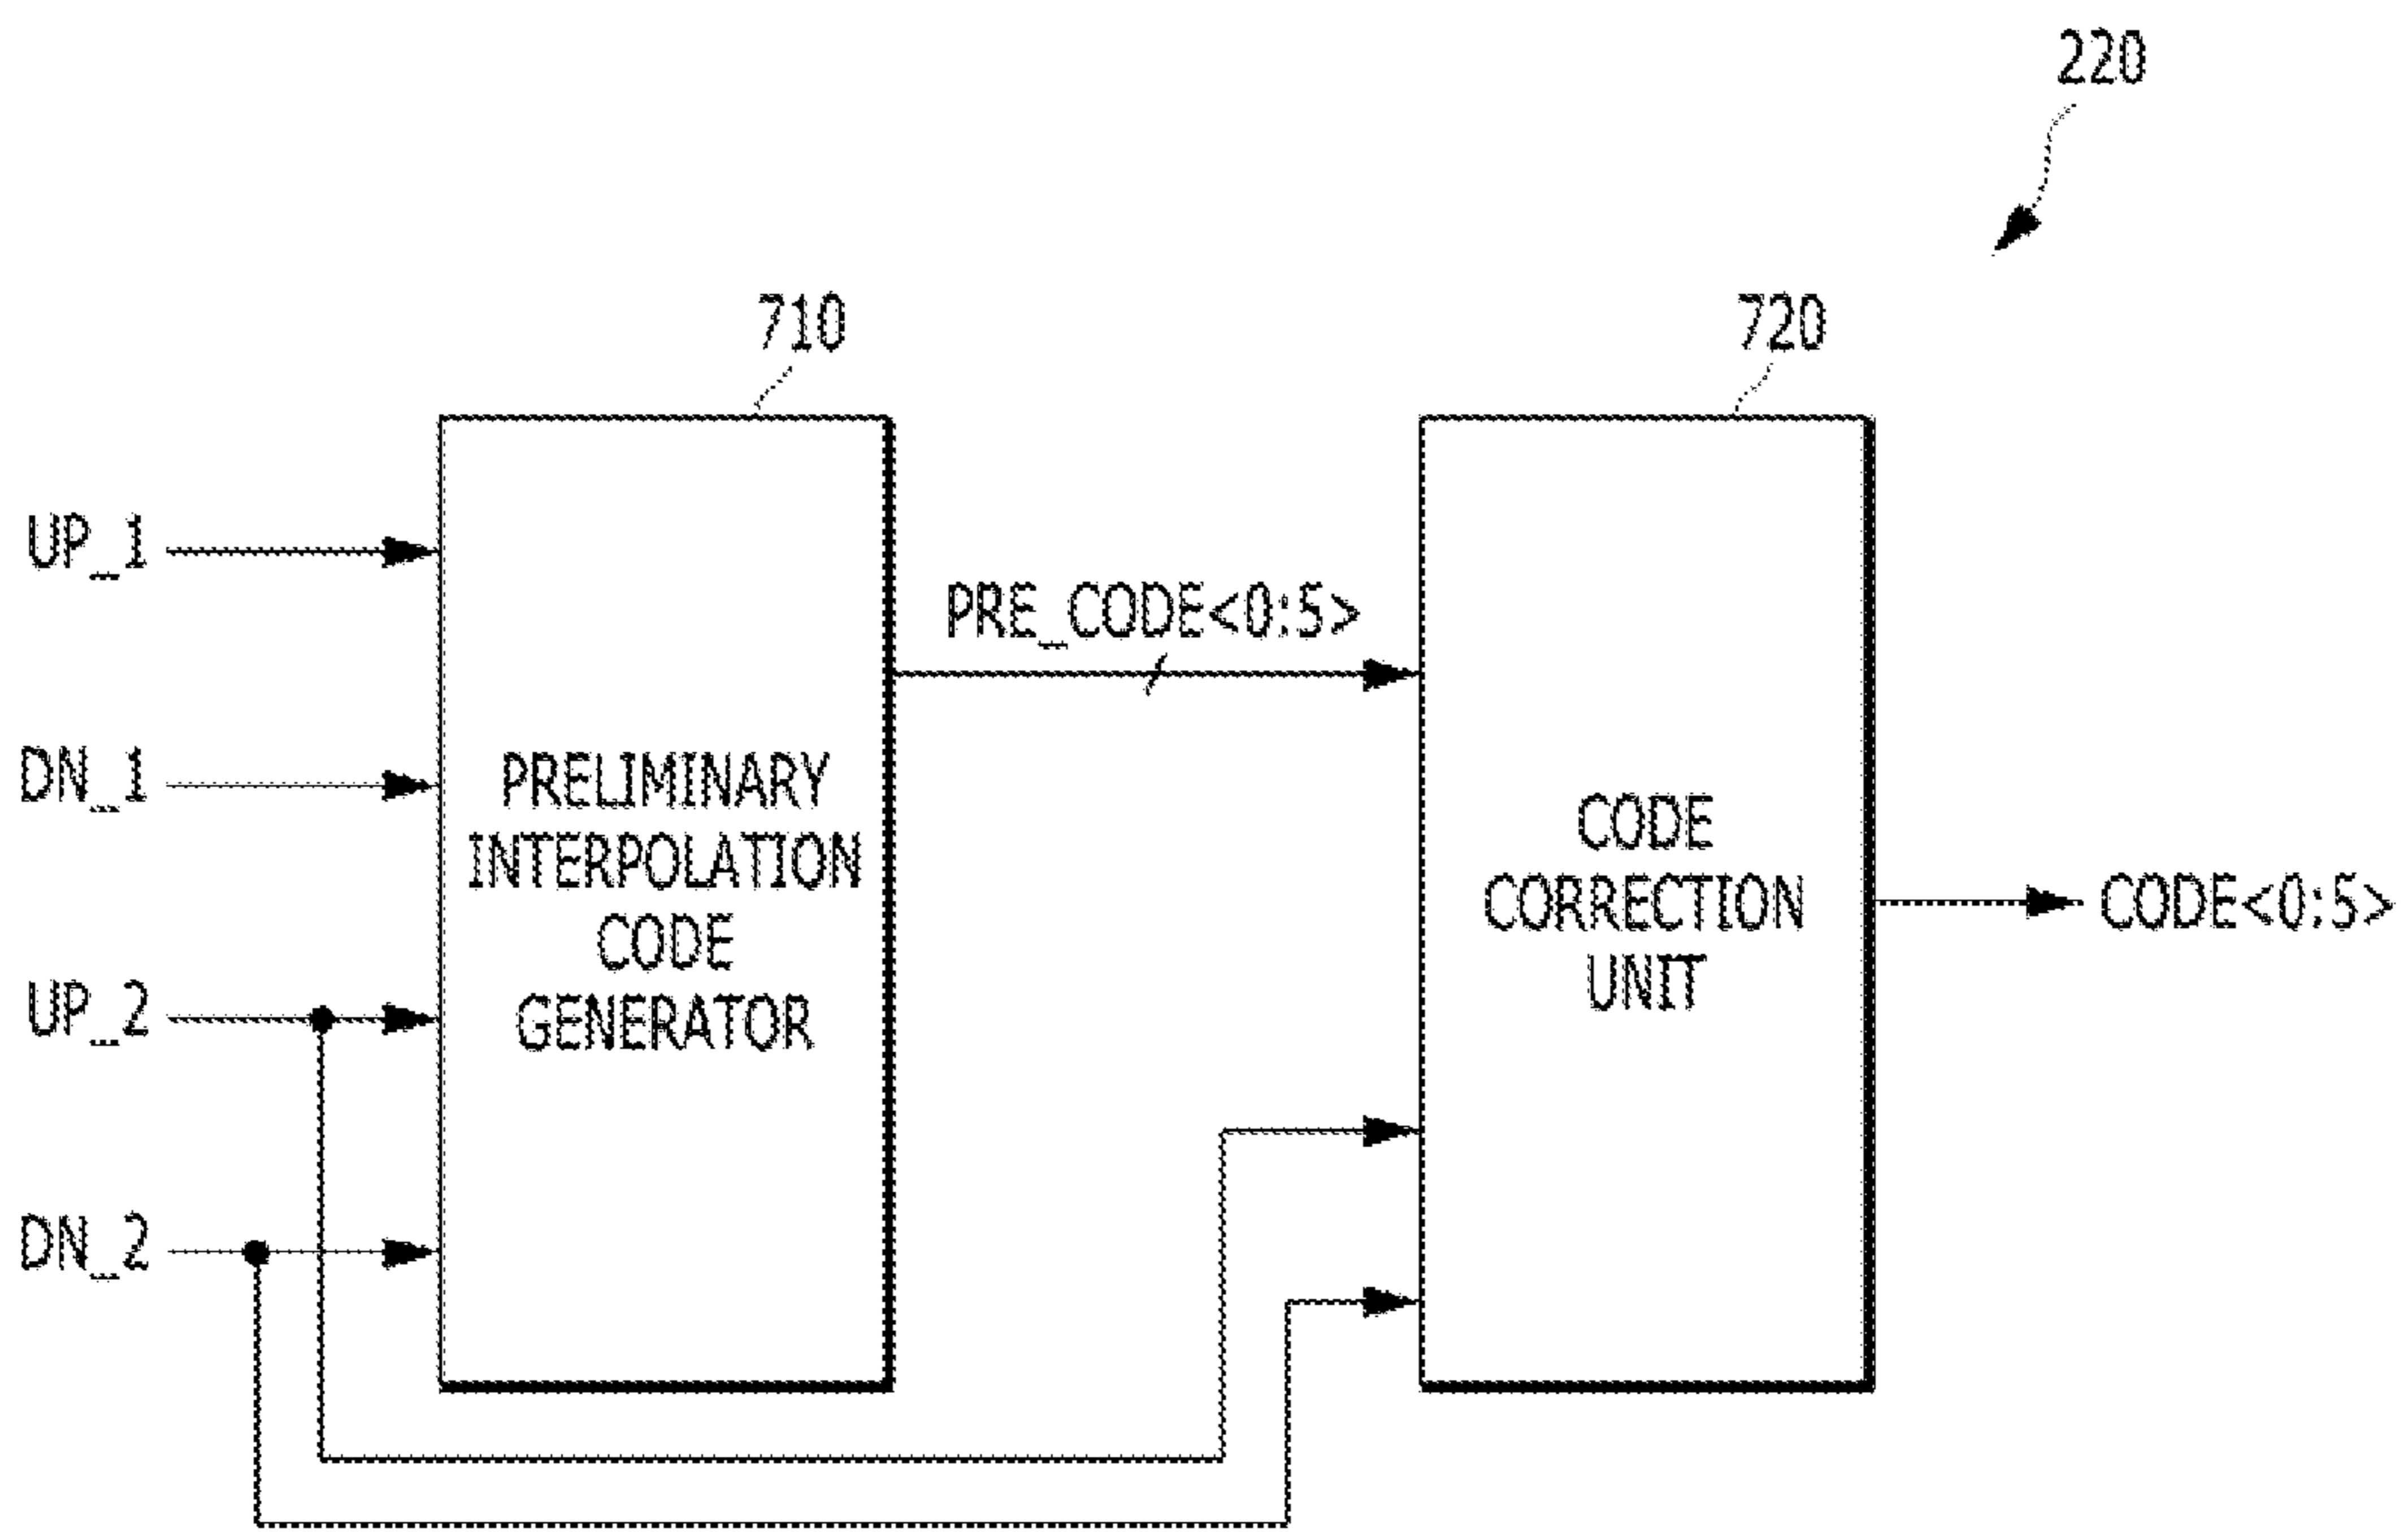 220
710
720
UP_1
PRE_CODE<0:5>
DN_1
PRELIMINARY
INTERPOLATION
CODE
GENERATOR
CODE
CORRECTION
UNIT
CODE<0:5>
UP_2
DN_2